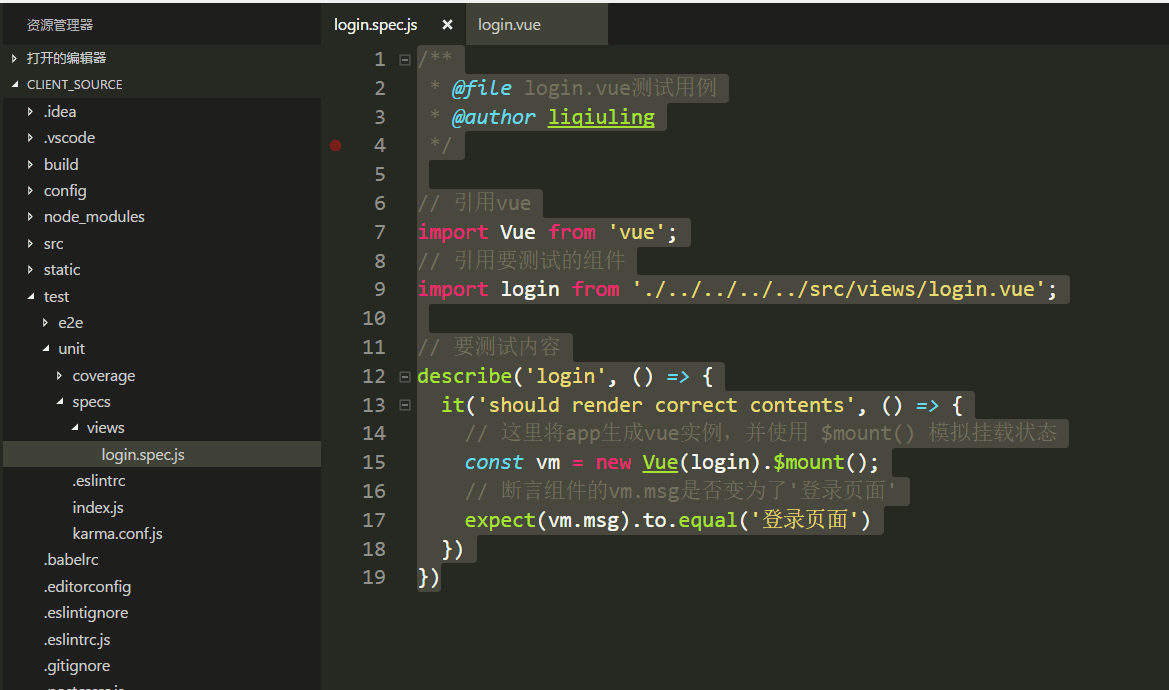 资源管理器
打开的编辑器
CLIENT_SOURCE
.idea
.vscode
build
config
node_modules
src
static
test
e2e
unit
coverage
specs
views
login.spec.js
.eslintrc
index.js
karma.conf.js
.babelrc
.editorconfig
.eslintignore
.eslintrc.js
.gitignore
login.spec.js × login.vue
1 /**
2 * @file login.vue测试用例
3 * @author liqiuling
4 */
5
6 // 引用vue
7 import Vue from 'vue';
8 // 引用要测试的组件
9 import login from './../../../../src/views/login.vue';
10
11 // 要测试内容
12 describe('login', () => {
13 it('should render correct contents', () => {
14 // 这里将app生成vue实例，并使用 $mount() 模拟挂载状态
15 const vm = new Vue(login).$mount();
16 // 断言组件的vm.msg是否变为了'登录页面'
17 expect(vm.msg).to.equal('登录页面')
18 })
19 })